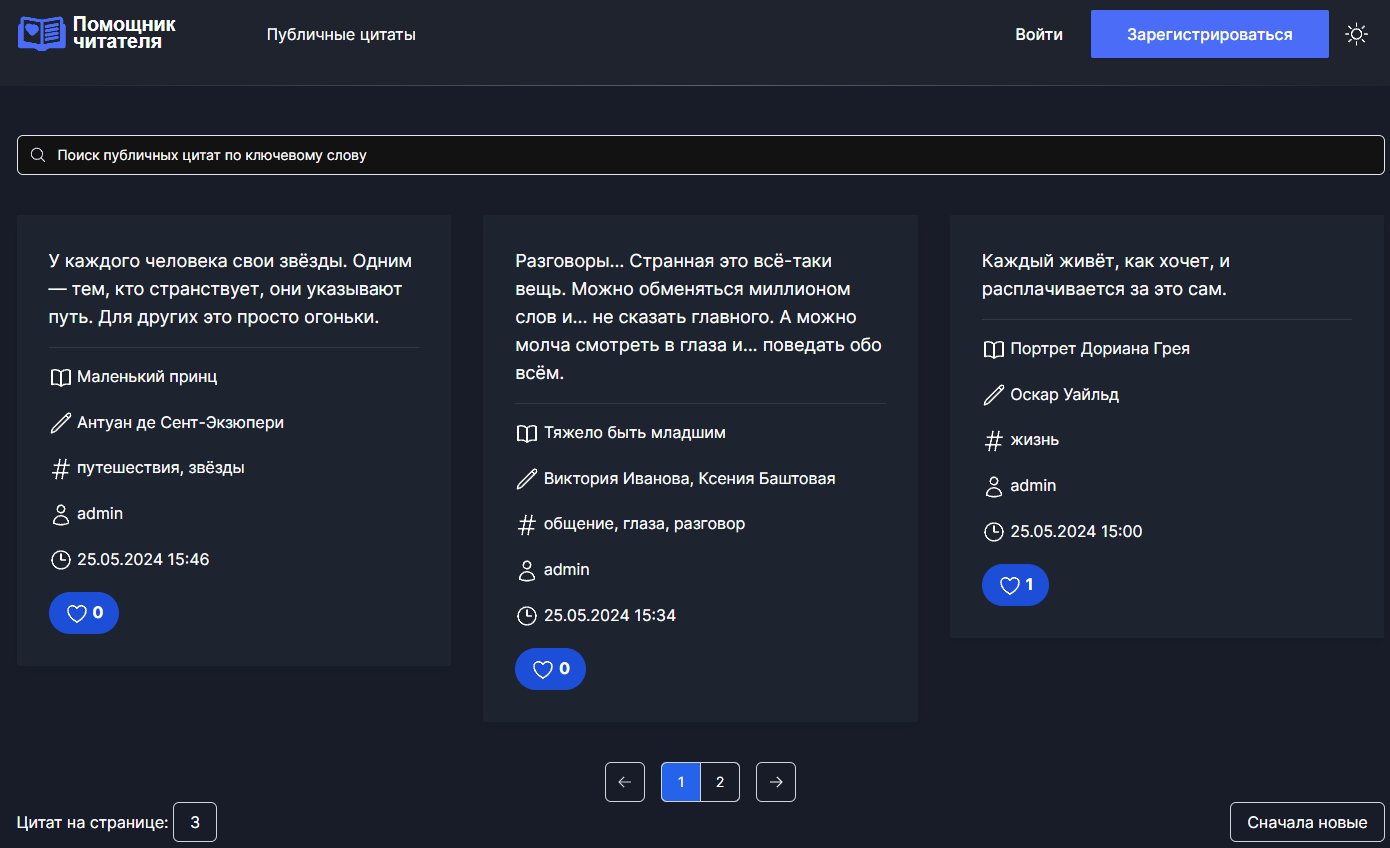 Помощник
читателя
Публичные цитаты
Войти
Зарегистрироваться
Поиск публичных цитат по ключевому слову
У каждого человека свои звёзды. Одним
— тем, кто странствует, они указывают
путь. Для других это просто огоньки.
Маленький принц
Антуан де Сент-Экзюпери
путешествия, звёзды
admin
25.05.2024 15:46
0
Разговоры... Странная это всё-таки
вещь. Можно обменяться миллионом
слов и... не сказать главного. А можно
молча смотреть в глаза и... поведать обо
всём.
Тяжело быть младшим
Виктория Иванова, Ксения Баштовая
общение, глаза, разговор
admin
25.05.2024 15:34
0
Каждый живёт, как хочет, и
расплачивается за это сам.
Портрет Дориана Грея
Оскар Уайльд
жизнь
admin
25.05.2024 15:00
1
1
2
Цитат на странице: 3
Сначала новые